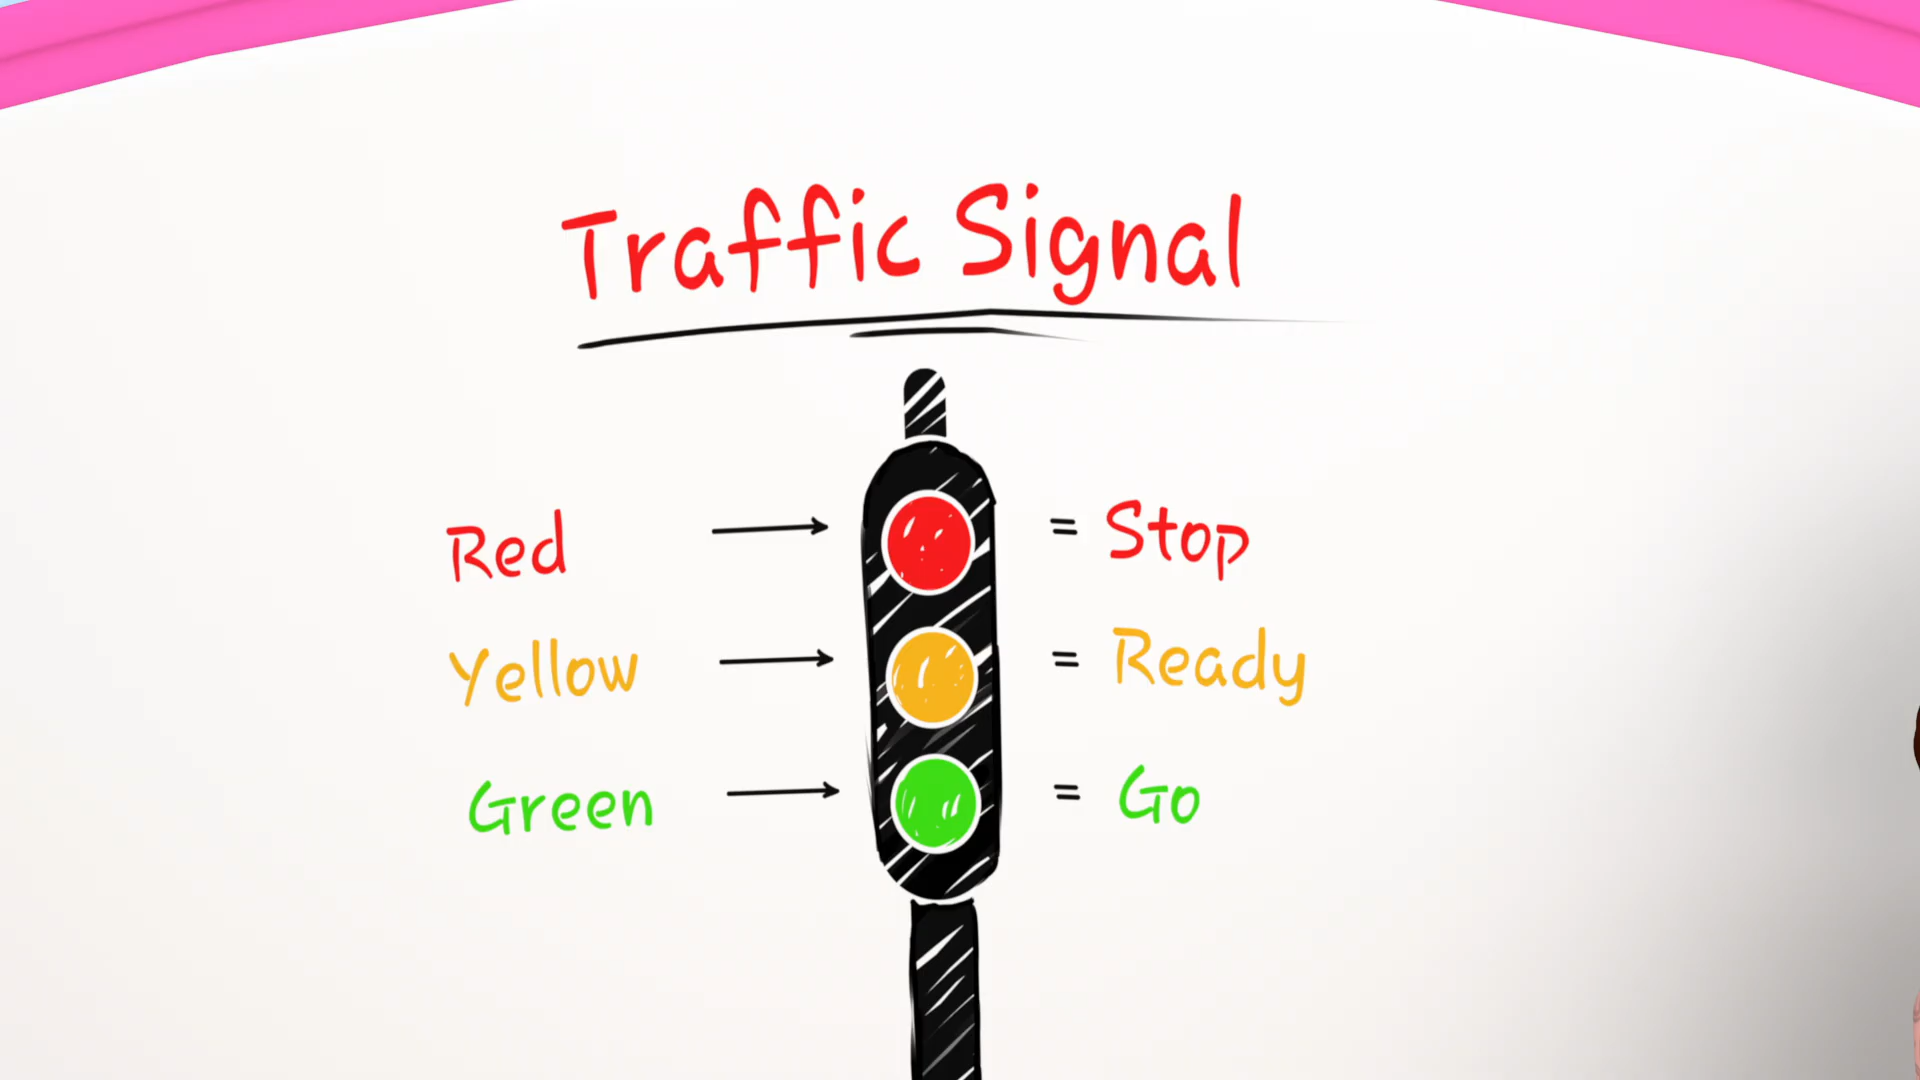 Traffic Signal
Red → = Stop
Yellow → = Ready
Green → = Go